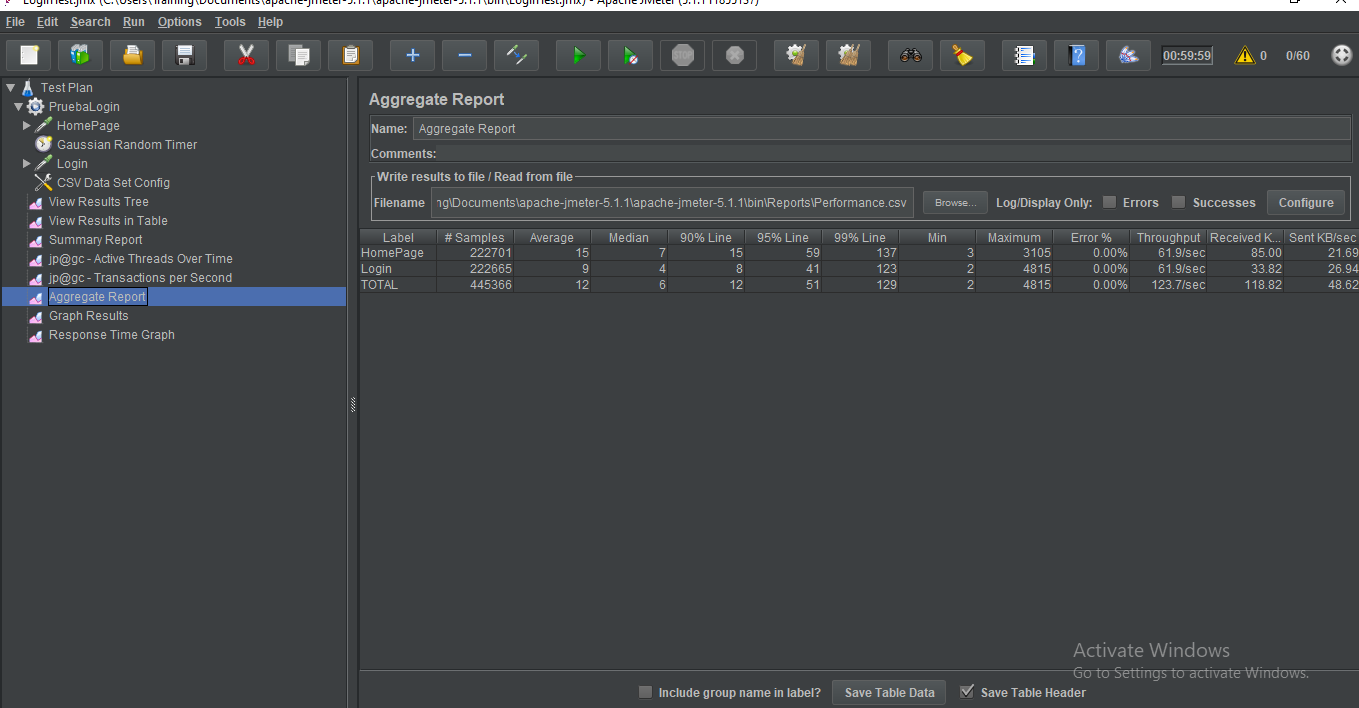 LoginTest.jmx (C:\Users\Training\Documents\apache-jmeter-5.1.1\apache-jmeter-5.1.1\bin\LoginTest.jmx) - Apache JMeter (5.1.1 1855137)
File Edit Search Run Options Tools Help
STOP 00:59:59 0 0/60
Test Plan
PruebaLogin
HomePage
Gaussian Random Timer
Login
CSV Data Set Config
View Results Tree
View Results in Table
Summary Report
jp@gc - Active Threads Over Time
jp@gc - Transactions per Second
Aggregate Report
Graph Results
Response Time Graph
Aggregate Report
Name: Aggregate Report
Comments:
Write results to file / Read from file
Filename ng\Documents\apache-jmeter-5.1.1\apache-jmeter-5.1.1\bin\Reports\Performance.csv Browse... Log/Display Only: Errors Successes Configure
Label # Samples Average Median 90% Line 95% Line 99% Line Min Maximum Error % Throughput Received K... Sent KB/sec
HomePage 222701 15 7 15 59 137 3 3105 0.00% 61.9/sec 85.00 21.69
Login 222665 9 4 8 41 123 2 4815 0.00% 61.9/sec 33.82 26.94
TOTAL 445366 12 6 12 51 129 2 4815 0.00% 123.7/sec 118.82 48.62
Activate Windows
Go to Settings to activate Windows.
Include group name in label? Save Table Data Save Table Header